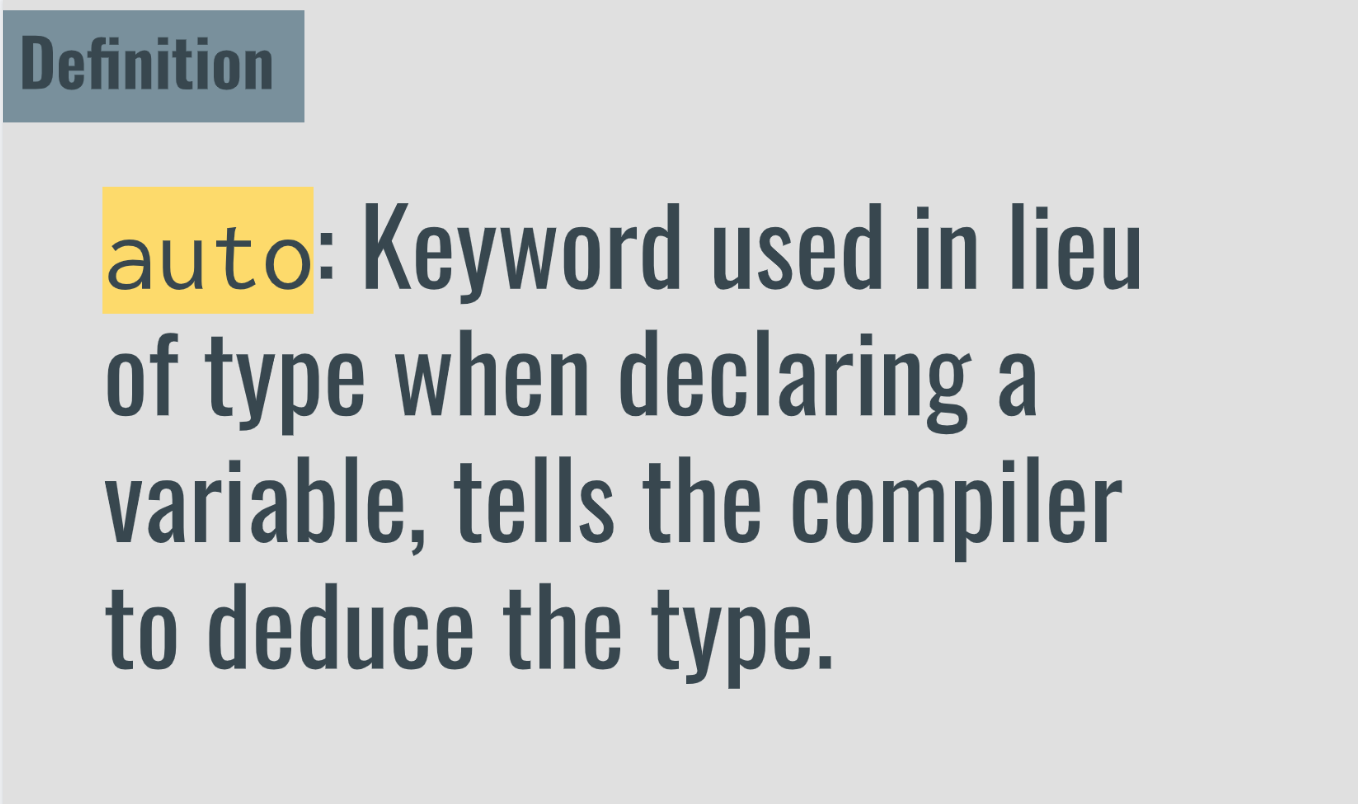 Definition
auto: Keyword used in lieu
of type when declaring a
variable, tells the compiler
to deduce the type.